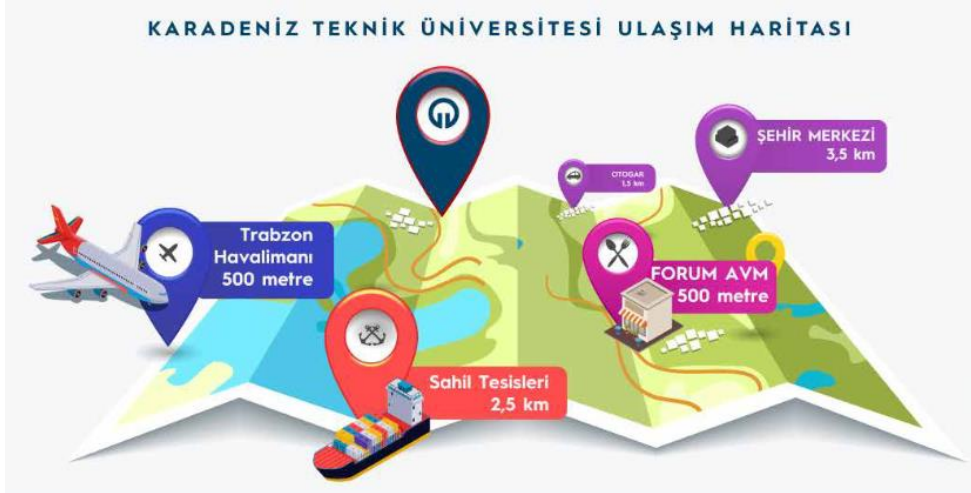 KARADENİZ TEKNİK ÜNİVERSİTESİ ULAŞIM HARİTASI
ŞEHİR MERKEZİ
3,5 km
OTOGAR
1,5 km
Trabzon
Havalimanı
500 metre
FORUM AVM
500 metre
Sahil Tesisleri
2,5 km